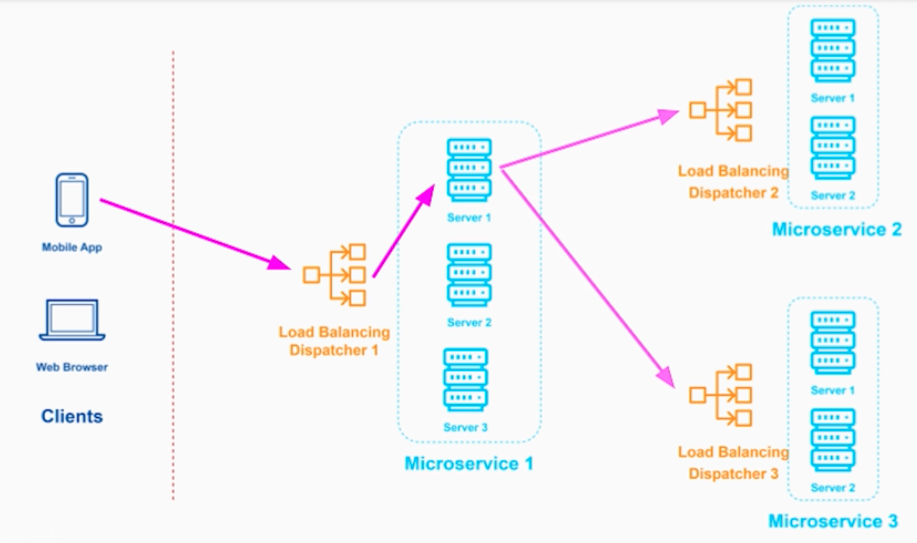 Mobile App
Web Browser
Clients
Load Balancing
Dispatcher 1
Server 1
Server 2
Server 3
Microservice 1
Load Balancing
Dispatcher 2
Server 1
Server 2
Microservice 2
Load Balancing
Dispatcher 3
Server 1
Server 2
Microservice 3